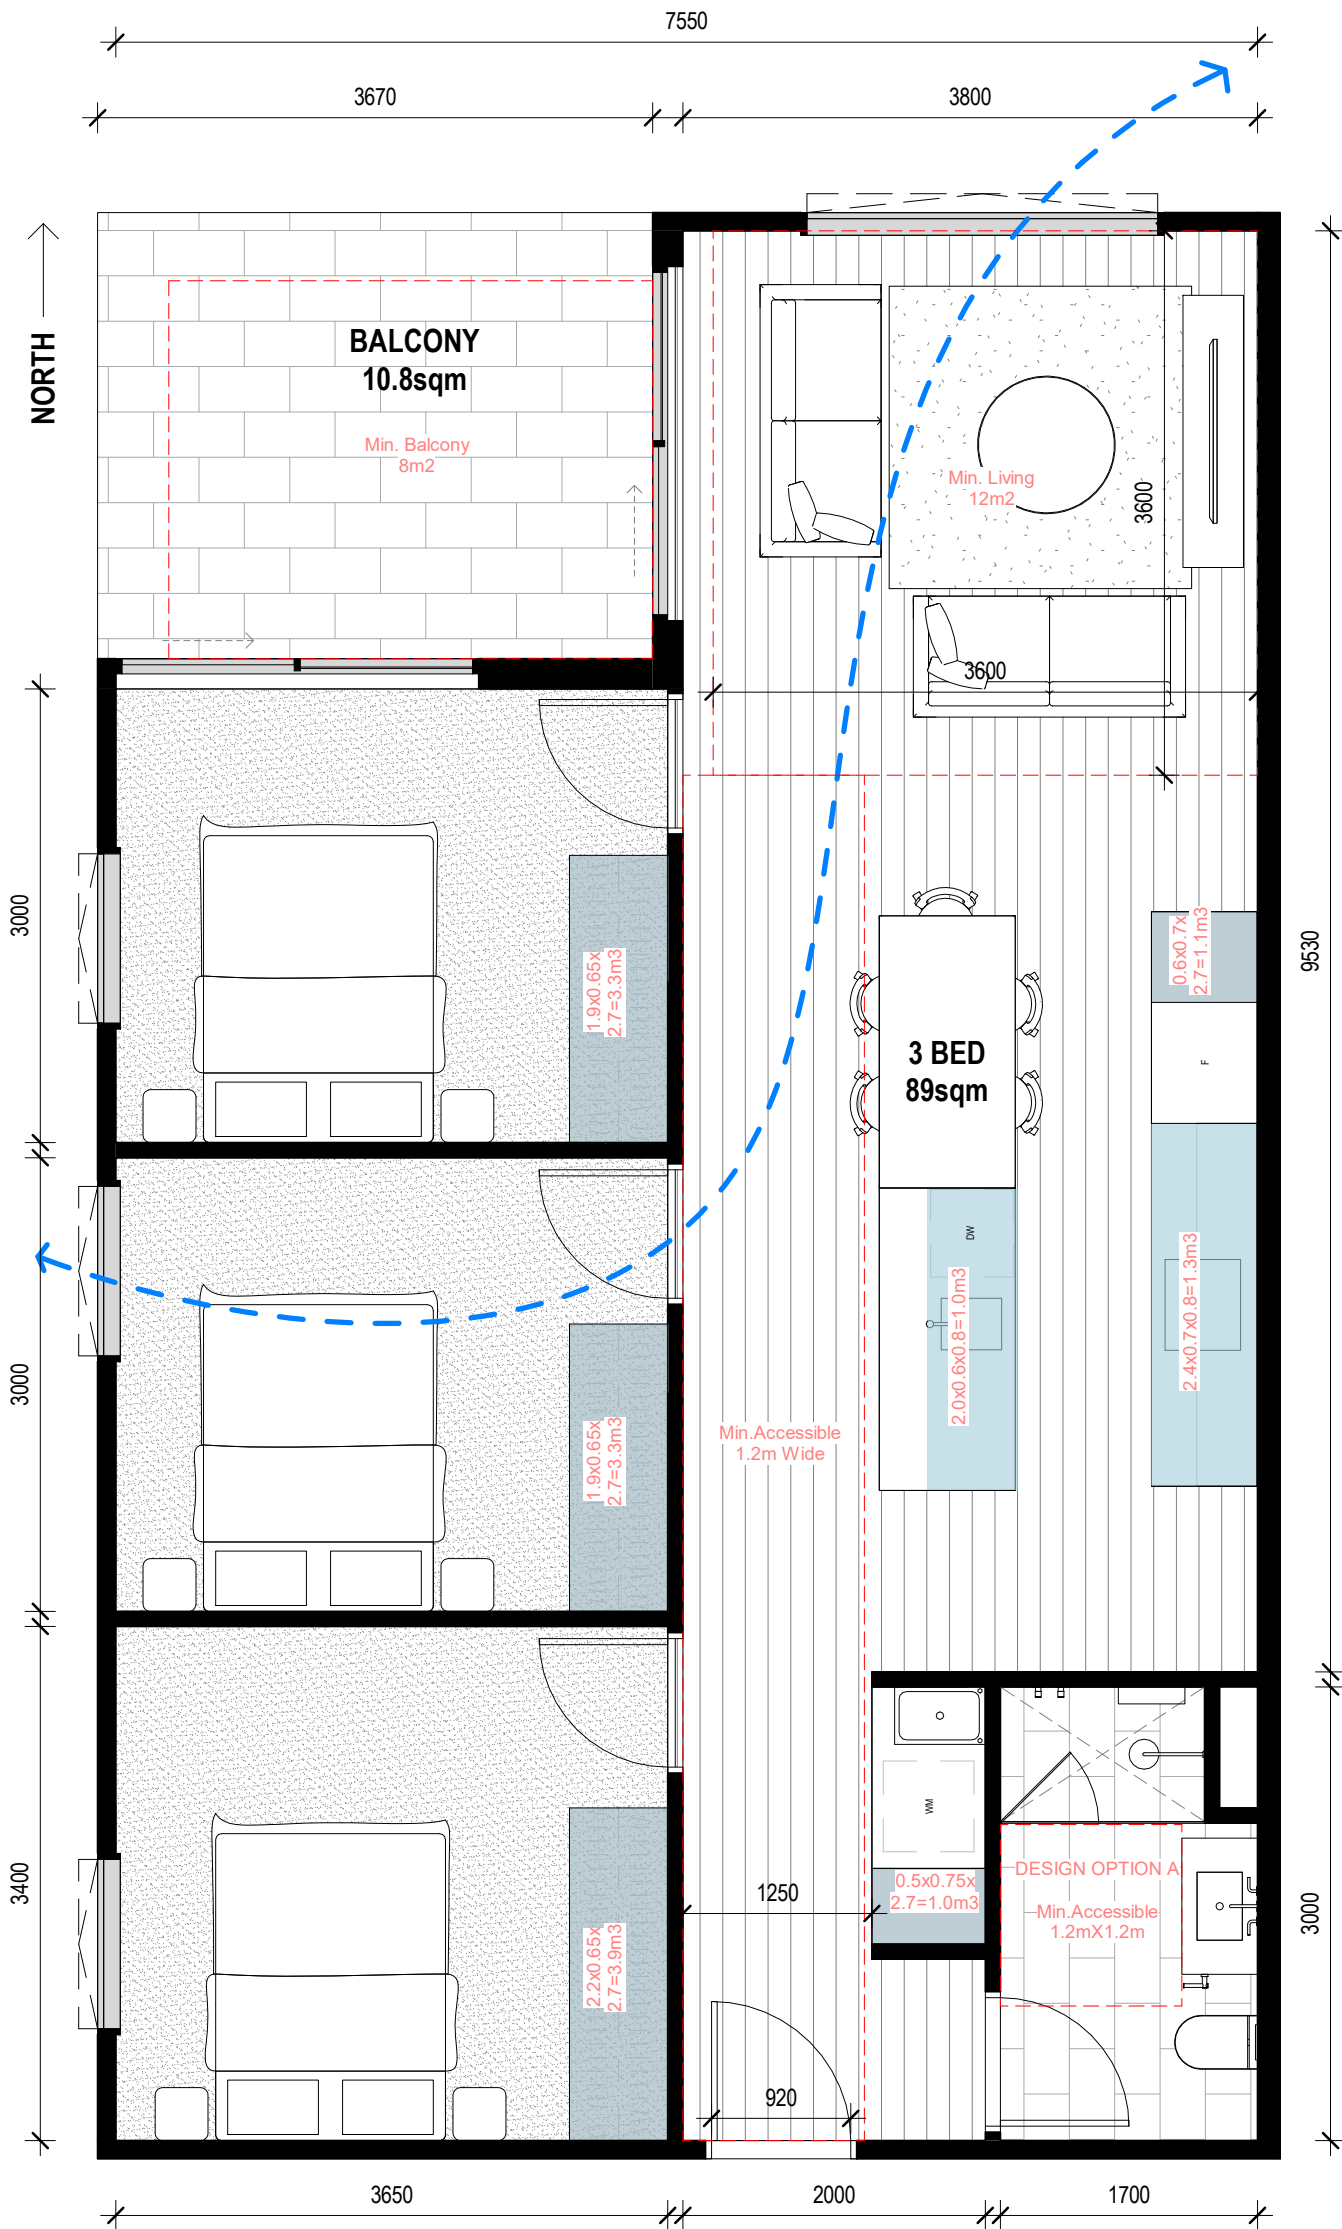 7550
3670
3800
NORTH
BALCONY
10.8sqm
Min. Balcony
8m2
Min. Living
12m2
3600
3600
3000
1.9x0.65x
2.7=3.3m3
0.6x0.7x
2.7=1.1m3
9530
F
3 BED
89sqm
DW
2.0x0.6x0.8=1.0m3
2.4x0.7x0.8=1.3m3
3000
1.9x0.65x
2.7=3.3m3
Min.Accessible
1.2m Wide
WM
3400
2.2x0.65x
2.7=3.9m3
1250
0.5x0.75x
2.7=1.0m3
DESIGN OPTION A
Min.Accessible
1.2mX1.2m
3000
920
3650
2000
1700